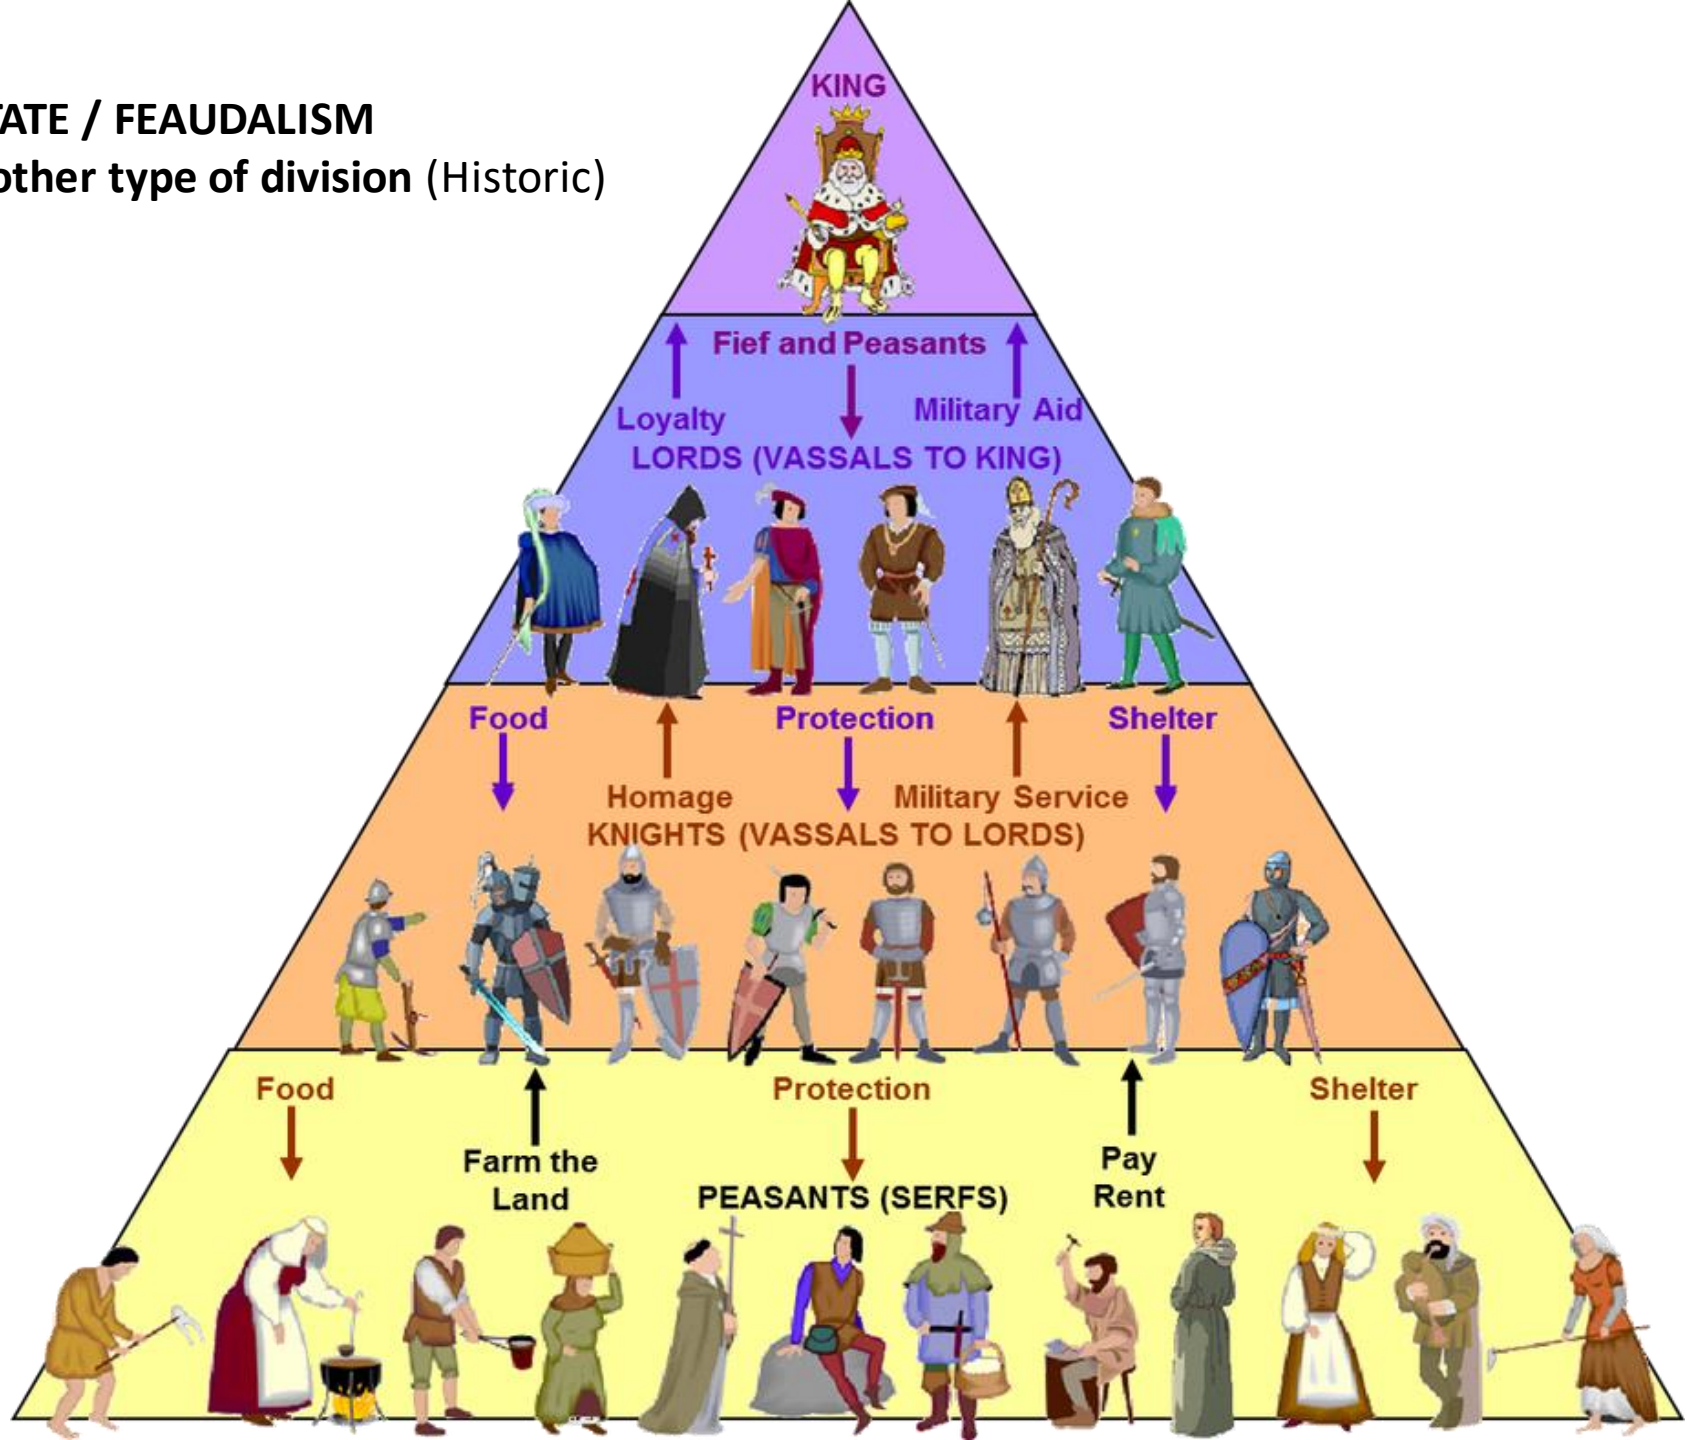 TATE / FEAUDALISM
other type of division (Historic)
KING
Fief and Peasants
Loyalty
Military Aid
LORDS (VASSALS TO KING)
Food
Protection
Shelter
Homage
Military Service
KNIGHTS (VASSALS TO LORDS)
Food
Protection
Shelter
Farm the
Land
Pay
Rent
PEASANTS (SERFS)